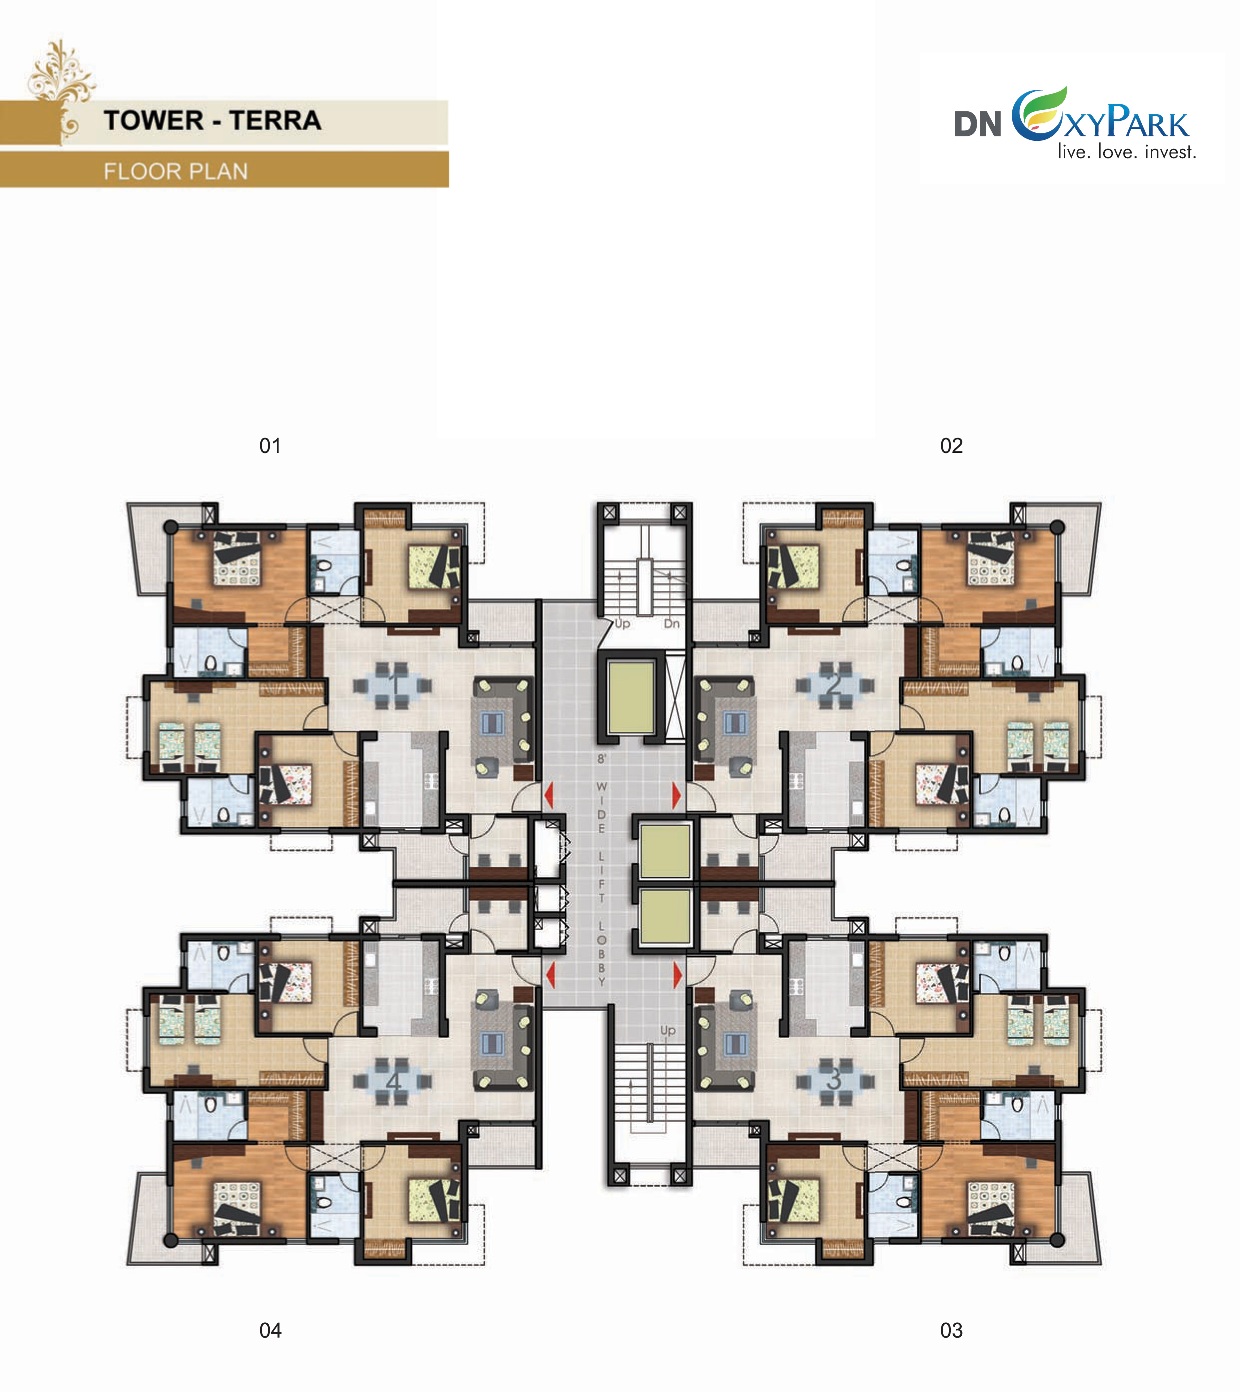 TOWER - TERRA
FLOOR PLAN
DN OXYPARK
live. love. invest.
01
02
Up
Dn
1
2
8' WIDE LIFT LOBBY
Up
4
3
04
03